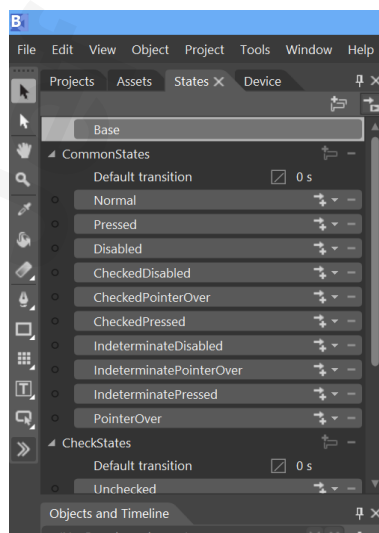 B
File Edit View Object Project Tools Window Help
Projects Assets States Device
Base
CommonStates
Default transition 0 s
Normal
Pressed
Disabled
CheckedDisabled
CheckedPointerOver
CheckedPressed
IndeterminateDisabled
IndeterminatePointerOver
IndeterminatePressed
PointerOver
CheckStates
Default transition 0 s
Unchecked
Objects and Timeline